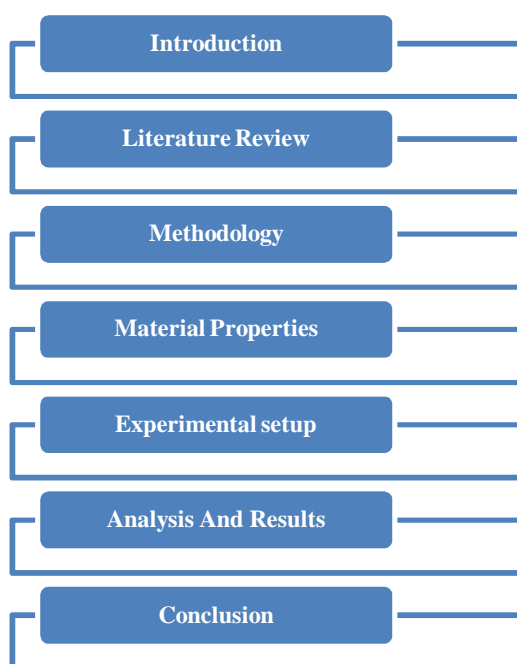 Introduction
Literature Review
Methodology
Material Properties
Experimental setup
Analysis And Results
Conclusion